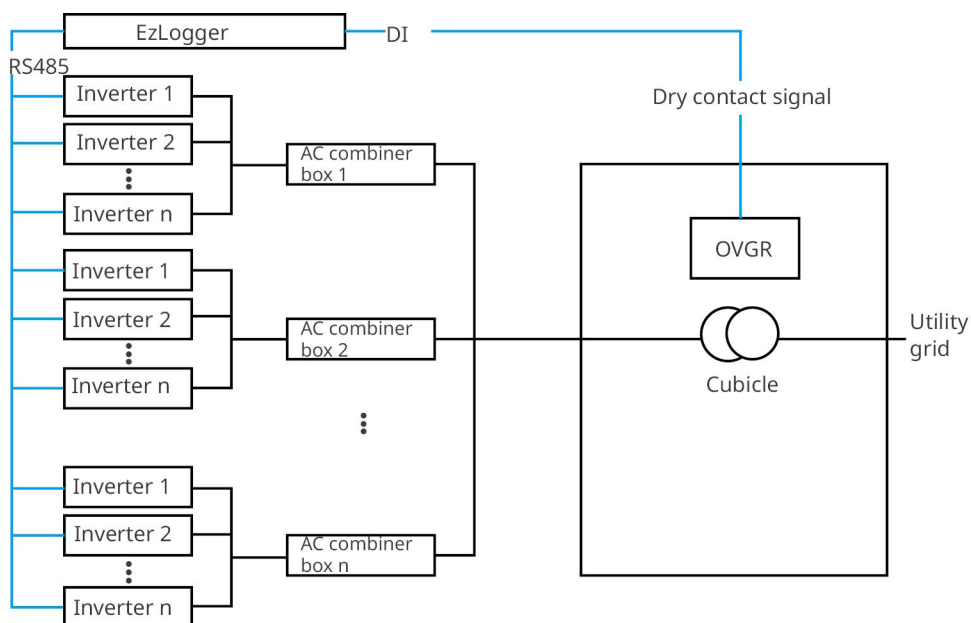 EzLogger
DI
RS485
Dry contact signal
Inverter 1
Inverter 2
Inverter n
AC combiner
box 1
OVGR
Inverter 1
Inverter 2
Inverter n
AC combiner
box 2
Utility
grid
Cubicle
Inverter 1
Inverter 2
Inverter n
AC combiner
box n